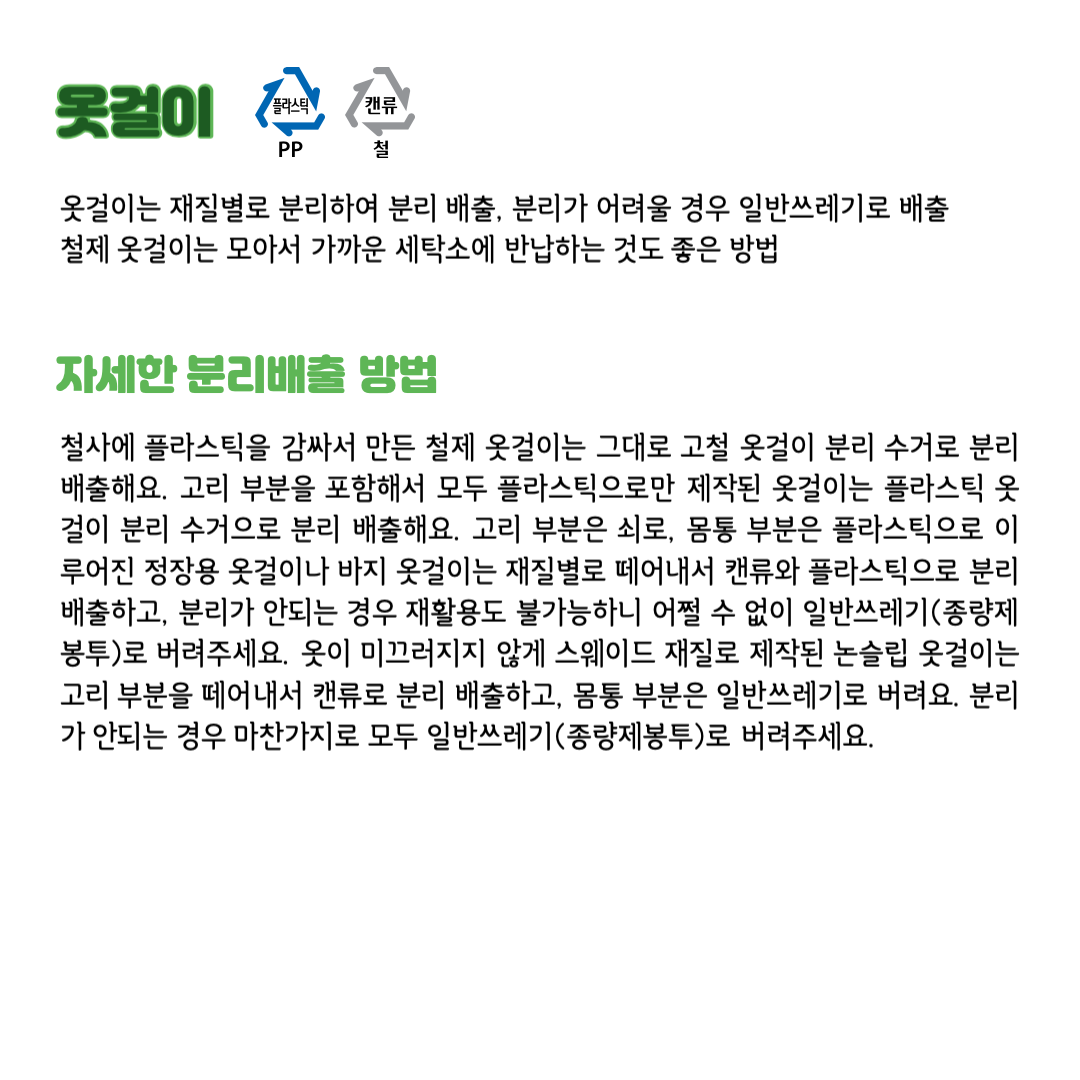 옷걸이
플라스틱
PP
캔류
철
옷걸이는 재질별로 분리하여 분리 배출, 분리가 어려울 경우 일반쓰레기로 배출
철제 옷걸이는 모아서 가까운 세탁소에 반납하는 것도 좋은 방법
자세한 분리배출 방법
철사에 플라스틱을 감싸서 만든 철제 옷걸이는 그대로 고철 옷걸이 분리 수거로 분리
배출해요. 고리 부분을 포함해서 모두 플라스틱으로만 제작된 옷걸이는 플라스틱 옷
걸이 분리 수거으로 분리 배출해요. 고리 부분은 쇠로, 몸통 부분은 플라스틱으로 이
루어진 정장용 옷걸이나 바지 옷걸이는 재질별로 떼어내서 캔류와 플라스틱으로 분리
배출하고, 분리가 안되는 경우 재활용도 불가능하니 어쩔 수 없이 일반쓰레기(종량제
봉투)로 버려주세요. 옷이 미끄러지지 않게 스웨이드 재질로 제작된 논슬립 옷걸이는
고리 부분을 떼어내서 캔류로 분리 배출하고, 몸통 부분은 일반쓰레기로 버려요. 분리
가 안되는 경우 마찬가지로 모두 일반쓰레기(종량제봉투)로 버려주세요.